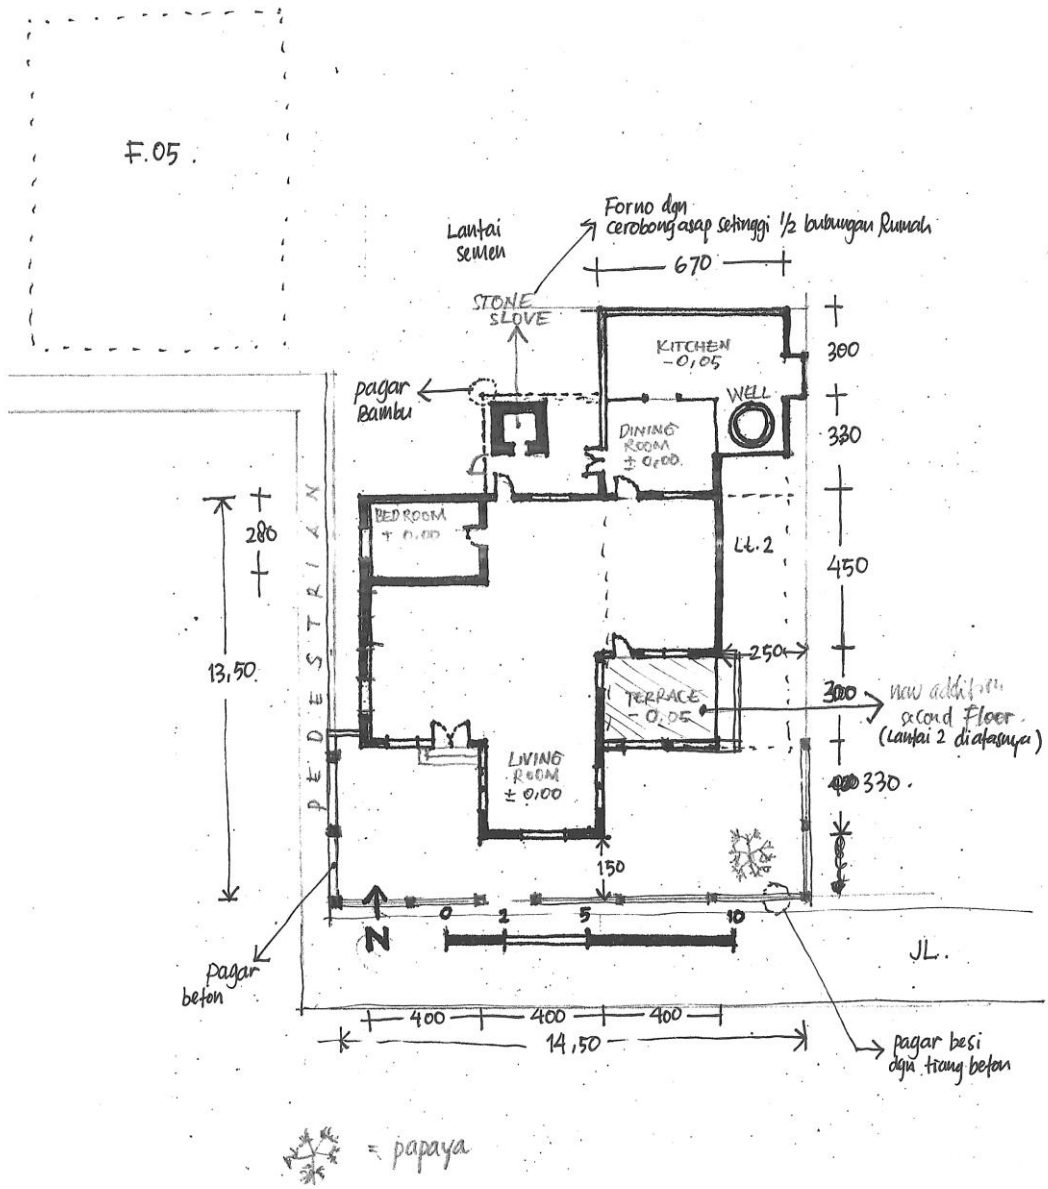 F.05.
Forno dgn
cerobong asap setinggi 1/2 bubungan Rumah
Lantai
semen
670
STONE
SLOVE
KITCHEN
-0,05
300
pagar
Bambu
WELL
330
DINING
ROOM
± 0,00.
BEDROOM
± 0,00
280
Lt.2
450
PEDESTRIAN
13,50
250
TERRACE
- 0,05
300
new addition
second Floor.
(Lantai 2 diatasnya)
LIVING
ROOM
± 0,00
330.
150
0 2 5 10
N
pagar
beton
JL.
400 400 400
14,50
pagar besi
dgn tiang beton
= papaya